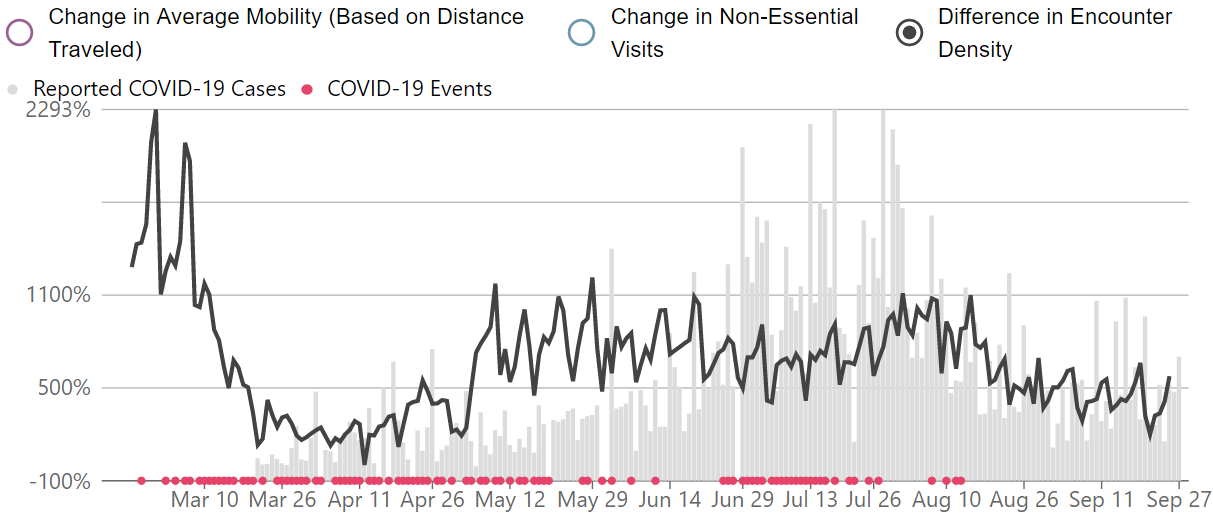 Change in Average Mobility (Based on Distance Traveled)
Change in Non-Essential Visits
Difference in Encounter Density
Reported COVID-19 Cases
COVID-19 Events
2293%
1100%
500%
-100%
Mar 10
Mar 26
Apr 11
Apr 26
May 12
May 29
Jun 14
Jun 29
Jul 13
Jul 26
Aug 10
Aug 26
Sep 11
Sep 27